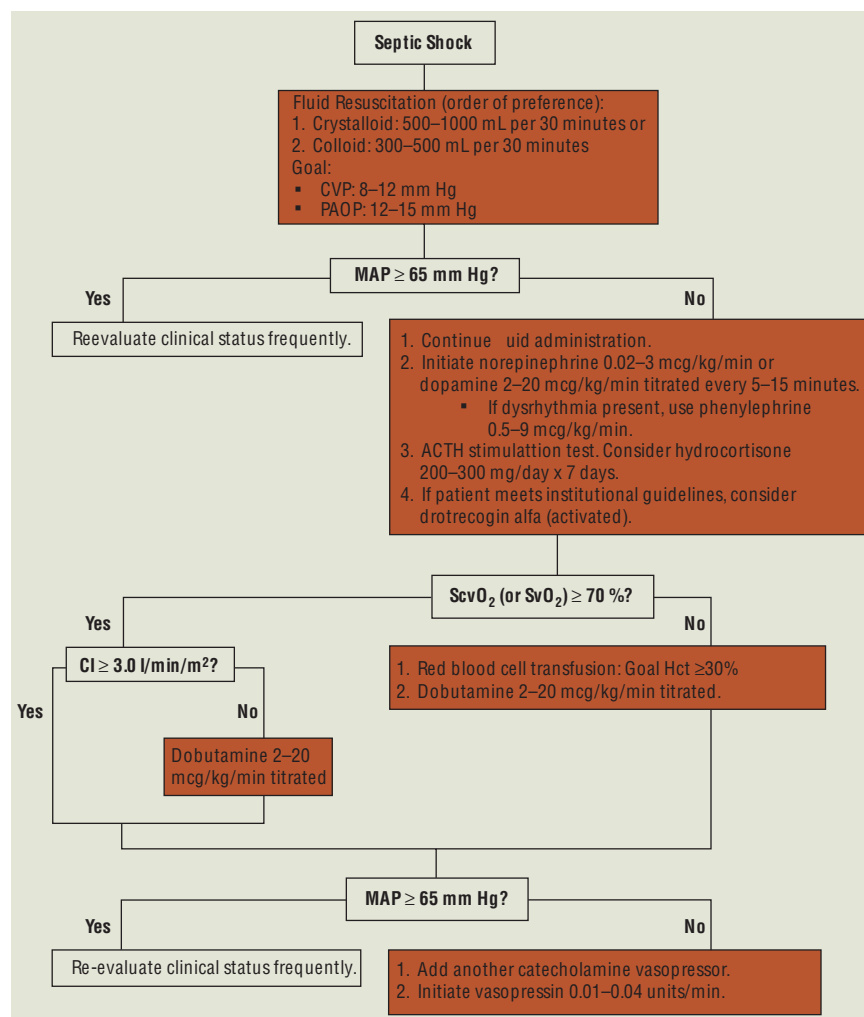 Septic Shock
Fluid Resuscitation (order of preference):
1. Crystalloid: 500–1000 mL per 30 minutes or
2. Colloid: 300–500 mL per 30 minutes
Goal:
▪ CVP: 8–12 mm Hg
▪ PAOP: 12–15 mm Hg
MAP ≥ 65 mm Hg?
Yes
No
Reevaluate clinical status frequently.
1. Continue uid administration.
2. Initiate norepinephrine 0.02–3 mcg/kg/min or
dopamine 2–20 mcg/kg/min titrated every 5–15 minutes.
▪ If dysrhythmia present, use phenylephrine
0.5–9 mcg/kg/min.
3. ACTH stimulattion test. Consider hydrocortisone
200–300 mg/day x 7 days.
4. If patient meets institutional guidelines, consider
drotrecogin alfa (activated).
ScvO₂ (or SvO₂) ≥ 70 %?
Yes
No
CI ≥ 3.0 l/min/m²?
1. Red blood cell transfusion: Goal Hct ≥30%
2. Dobutamine 2–20 mcg/kg/min titrated.
Yes
No
Dobutamine 2–20
mcg/kg/min titrated
MAP ≥ 65 mm Hg?
Yes
No
Re-evaluate clinical status frequently.
1. Add another catecholamine vasopressor.
2. Initiate vasopressin 0.01–0.04 units/min.